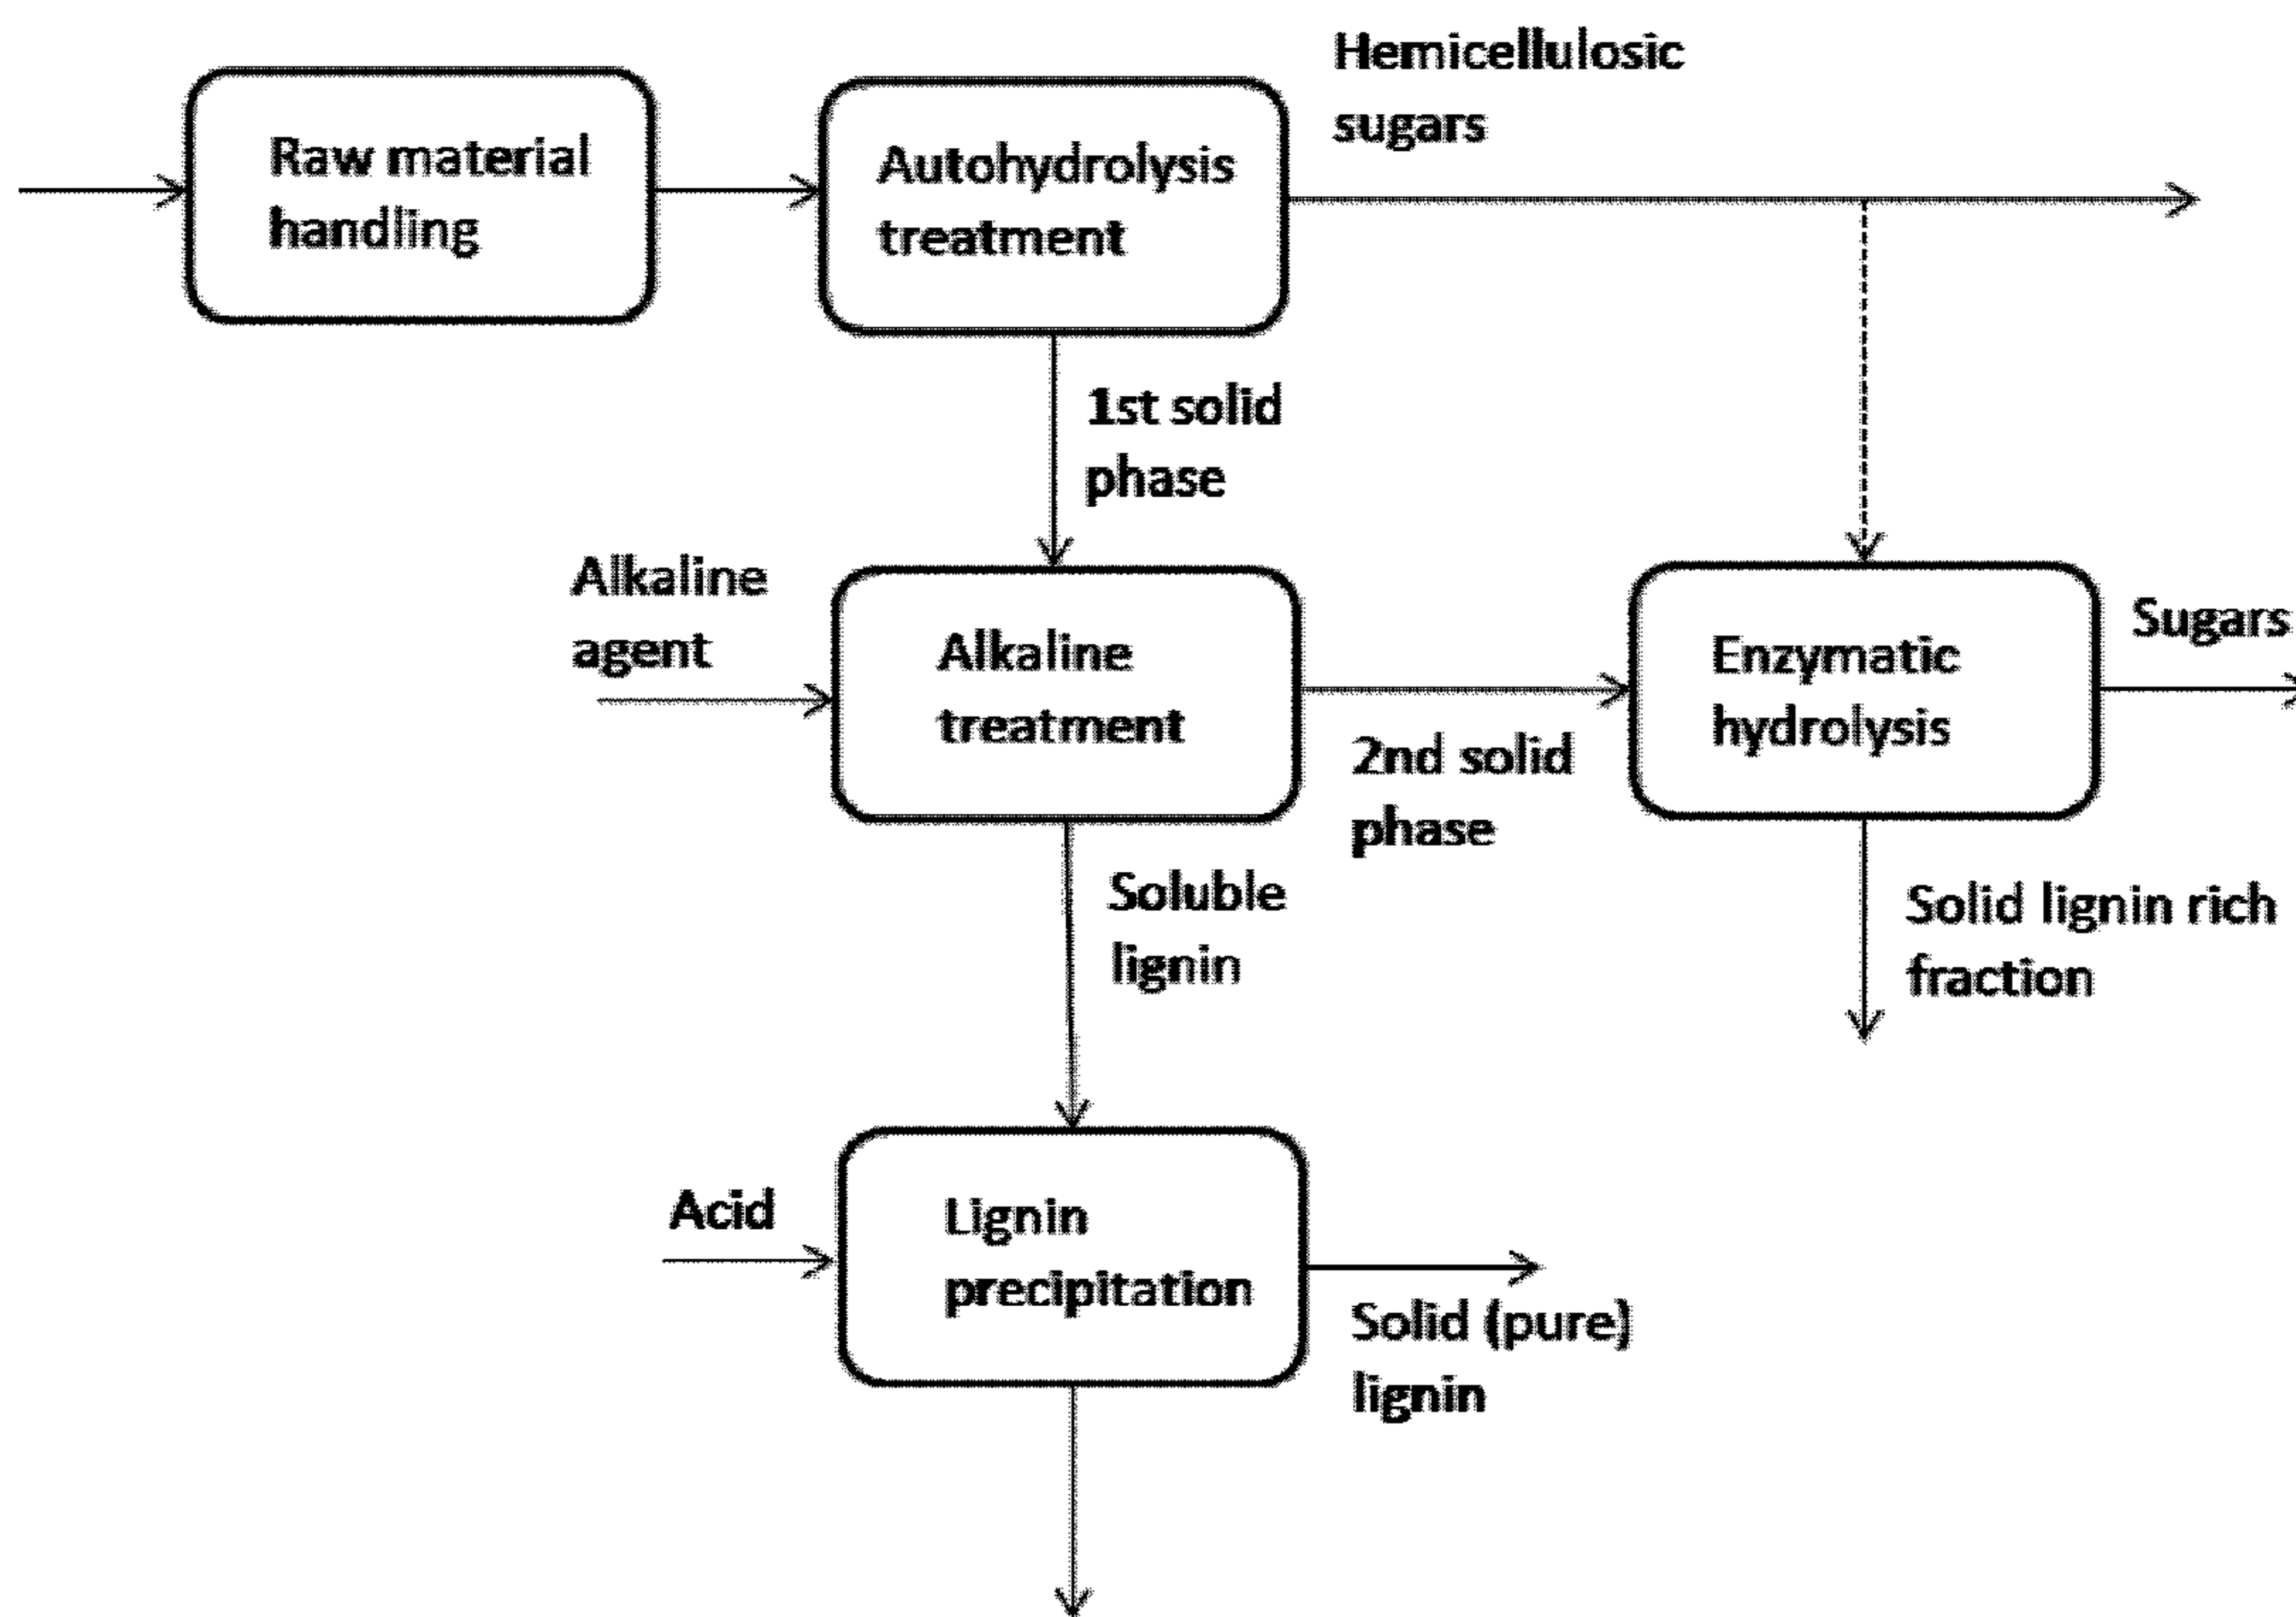 Hemicellulosic
sugars
Raw material
handling
Autohydrolysis
treatment
1st solid
phase
Alkaline
agent
Alkaline
treatment
2nd solid
phase
Enzymatic
hydrolysis
Sugars
Soluble
lignin
Solid lignin rich
fraction
Acid
Lignin
precipitation
Solid (pure)
lignin